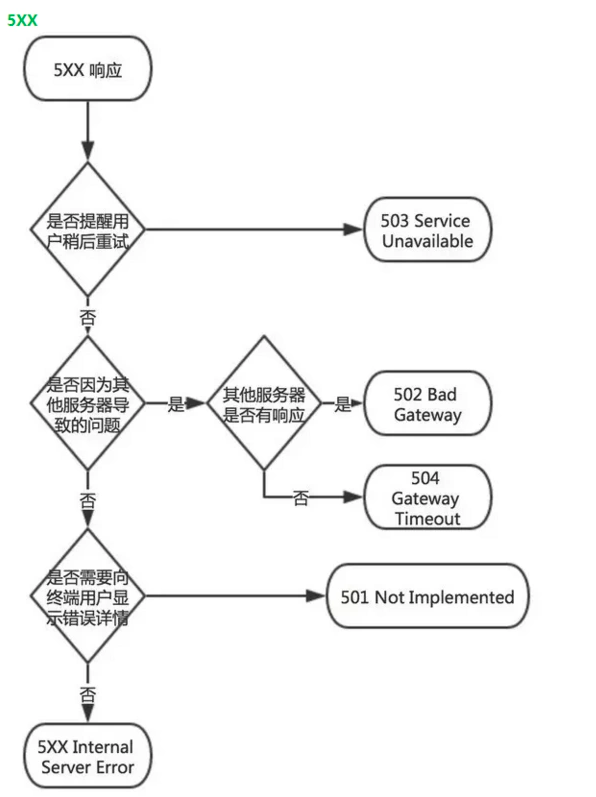 5XX
5XX 响应
是否提醒用
户稍后重试
503 Service
Unavailable
否
是否因为其
他服务器导
致的问题
是
其他服务器
是否有响应
是
502 Bad
Gateway
否
504
Gateway
Timeout
否
是否需要向
终端用户显
示错误详情
501 Not Implemented
否
5XX Internal
Server Error